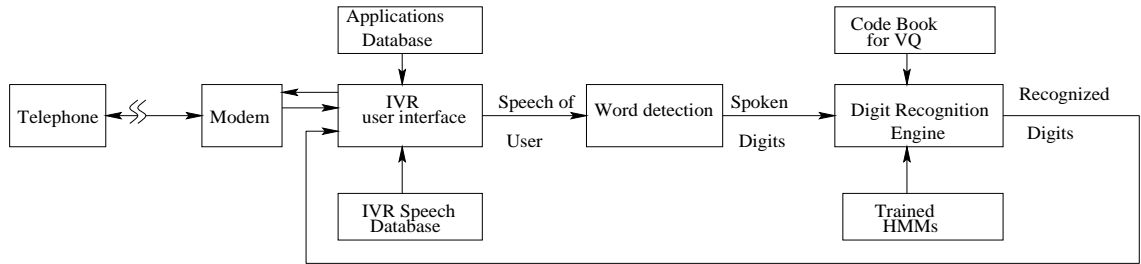 Applications
Database
Code Book
for VQ
Telephone
Modem
IVR
user interface
Speech of
User
Word detection
Spoken
Digits
Digit Recognition
Engine
Recognized
Digits
IVR Speech
Database
Trained
HMMs